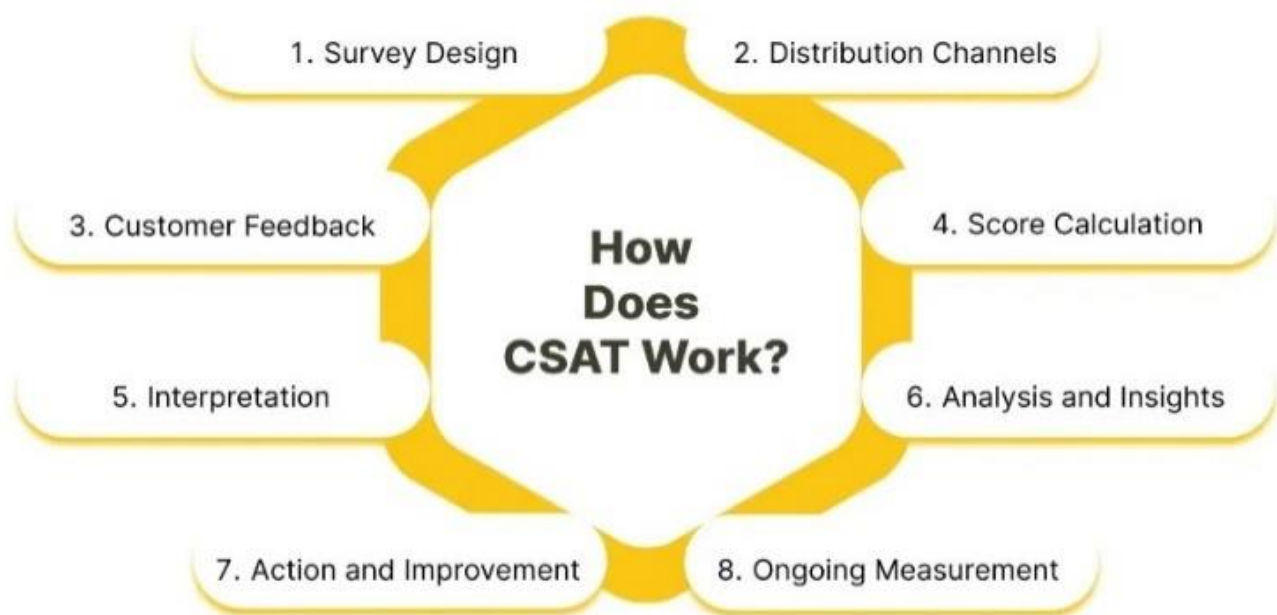 1. Survey Design
2. Distribution Channels
3. Customer Feedback
4. Score Calculation
How
Does
CSAT Work?
5. Interpretation
6. Analysis and Insights
7. Action and Improvement
8. Ongoing Measurement